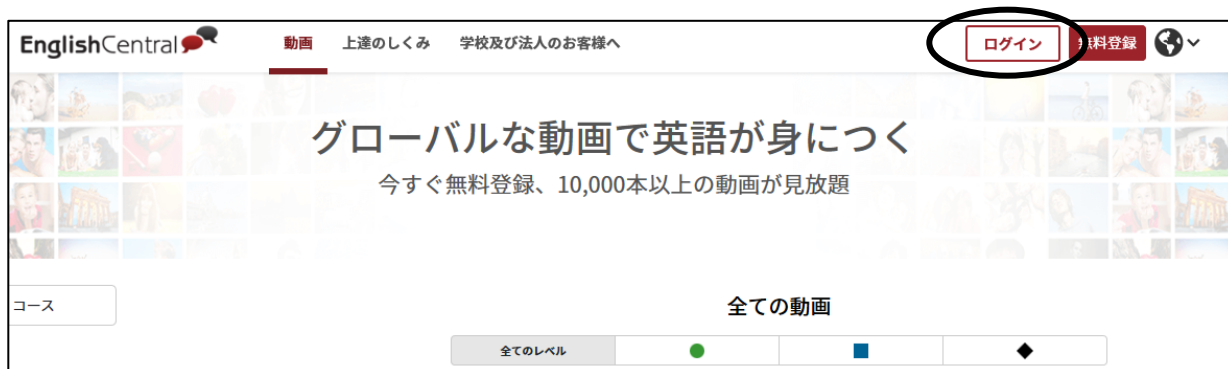 EnglishCentral 動画 上達のしくみ 学校及び法人のお客様へ ログイン 無料登録
グローバルな動画で英語が身につく
今すぐ無料登録、10,000本以上の動画が見放題
コース
全ての動画
全てのレベル